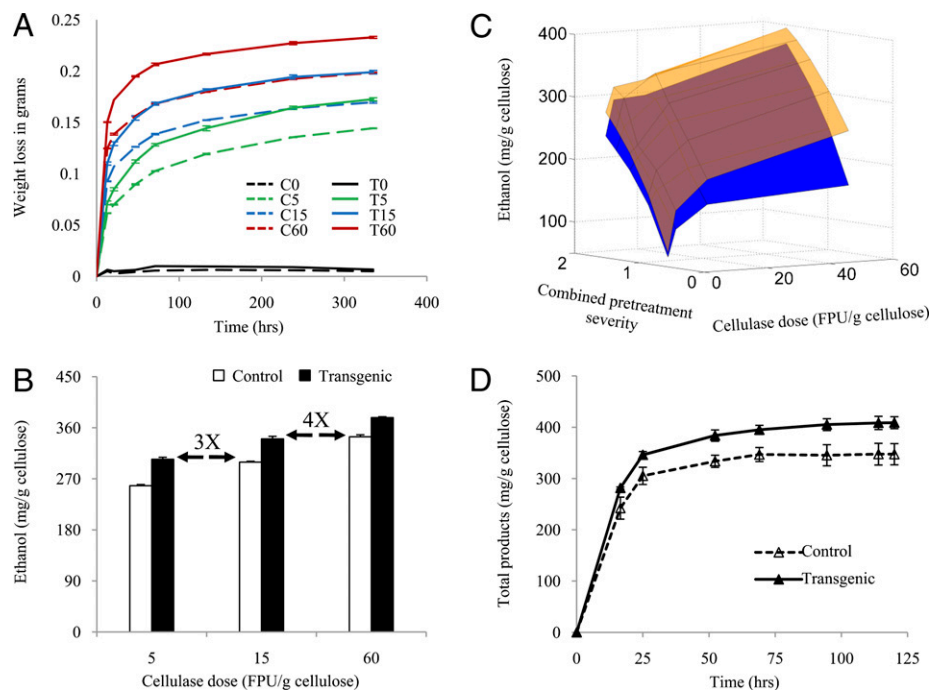 A
Weight loss in grams
0.25
0.2
0.15
0.1
0.05
0
C0 T0
C5 T5
C15 T15
C60 T60
0 100 200 300 400
Time (hrs)
C
Ethanol (mg/g cellulose)
400
300
200
100
2
1
0
0
20
40
60
Combined pretreatment
severity
Cellulase dose (FPU/g cellulose)
B
Ethanol (mg/g cellulose)
450
360
270
180
90
0
Control Transgenic
3X
4X
5 15 60
Cellulase dose (FPU/g cellulose)
D
Total products (mg/g cellulose)
500
400
300
200
100
0
Control
Transgenic
0 25 50 75 100 125
Time (hrs)